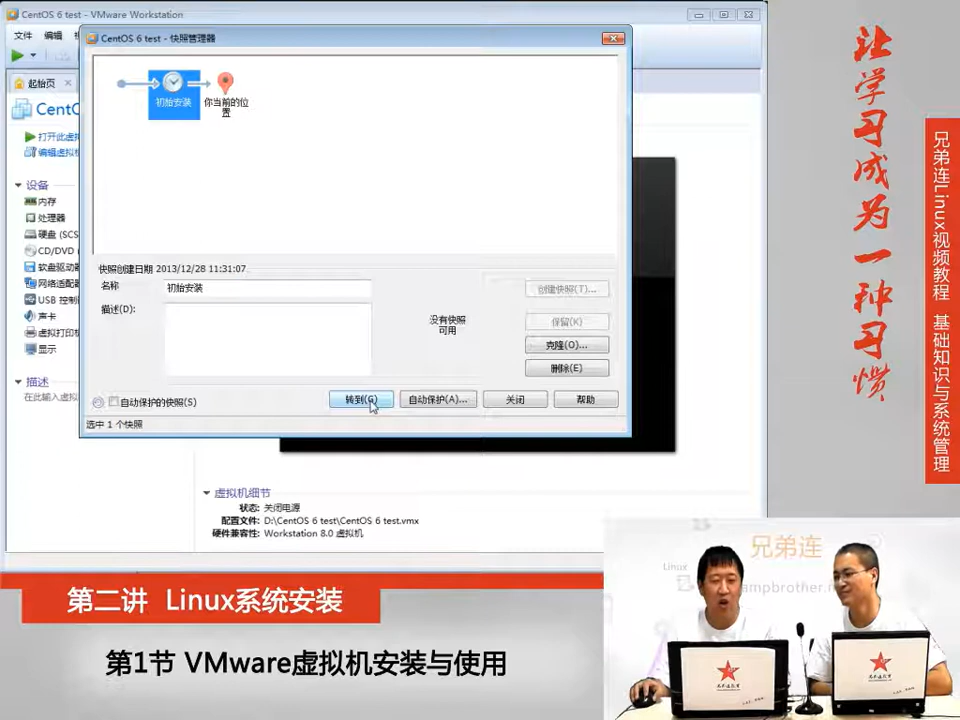 CentOS 6 test - VMware Workstation
文件
编辑
CentOS 6 test - 快照管理器
起始页
初始安装
你当前的位
置
CentO
打开此虚拟
编辑虚拟机
设备
内存
处理器
硬盘 (SCS
CD/DVD
软盘驱动器
网络适配器
USB 控制
声卡
虚拟打印机
显示
描述
在此输入虚拟
快照创建日期 2013/12/28 11:31:07
名称
初始安装
描述(D):
没有快照
可用
创建快照(T)...
保留(K)
克隆(O)...
删除(E)
自动保护的快照(S)
转到(G)
自动保护(A)...
关闭
帮助
选中 1 个快照
虚拟机细节
状态: 关闭电源
配置文件: D:\CentOS 6 test\CentOS 6 test.vmx
硬件兼容性: Workstation 8.0 虚拟机
让学习成为一种习惯
兄弟连Linux视频教程 基础知识与系统管理
兄弟连
Linux
ampbrother.n
第二讲 Linux系统安装
第1节 VMware虚拟机安装与使用